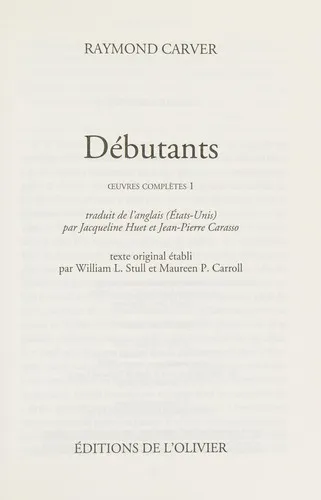 RAYMOND CARVER
Débutants
ŒUVRES COMPLÈTES 1
traduit de l'anglais (États-Unis)
par Jacqueline Huet et Jean-Pierre Carasso
texte original établi
par William L. Stull et Maureen P. Carroll
ÉDITIONS DE L'OLIVIER